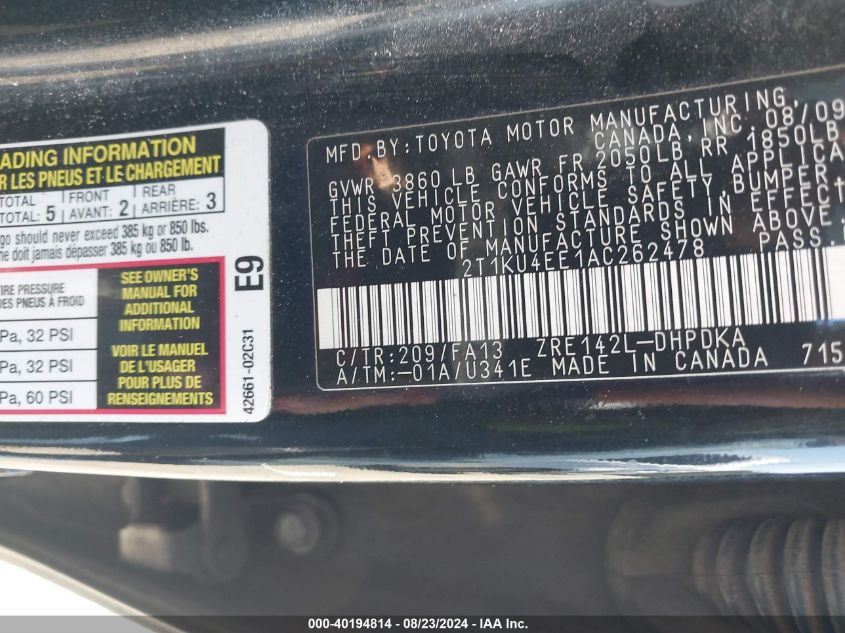 ADING INFORMATION
R LES PNEUS ET LE CHARGEMENT
TOTAL FRONT REAR
TOTAL: 5 AVANT: 2 ARRIÈRE: 3
go should never exceed 385 kg or 850 lbs.
ne doit jamais dépasser 385 kg ou 850 lb.
TIRE PRESSURE
DES PNEUS À FROID
Pa, 32 PSI
Pa, 32 PSI
Pa, 60 PSI
SEE OWNER'S
MANUAL FOR
ADDITIONAL
INFORMATION
VOIR LE MANUEL
DE L'USAGER
POUR PLUS DE
RENSEIGNEMENTS
E9
42661-02C31
MFD.BY:TOYOTA MOTOR MANUFACTURING,
CANADA, INC. 08/09
GVWR 3860 LB GAWR FR 2050LB RR 1850LB
THIS VEHICLE CONFORMS TO ALL APPLICA
FEDERAL MOTOR VEHICLE SAFETY, BUMPER,
THEFT PREVENTION STANDARDS IN EFFECT
THE DATE OF MANUFACTURE SHOWN ABOVE.
2T1KU4EE1AC262478 PASS.
C/TR:209/FA13 ZRE142L-DHPDKA
A/TM:-01A/U341E MADE IN CANADA 715
000-40194814 - 08/23/2024 - IAA Inc.